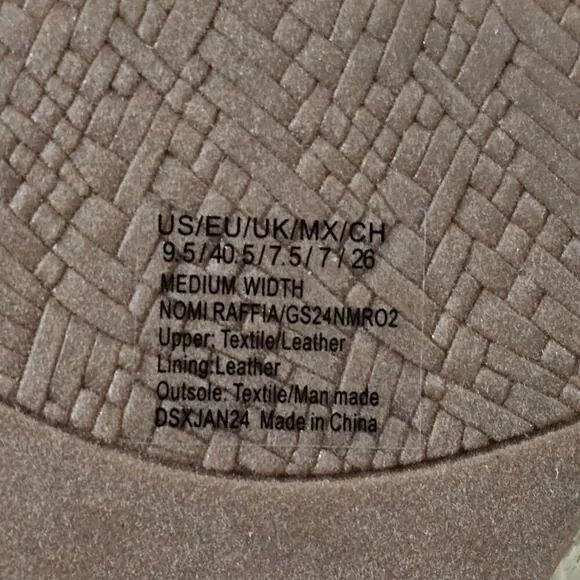 US/EU/UK/MX/CH
9.5/40.5/7.5/7/26
MEDIUM WIDTH
NOMI RAFFIA/GS24NMRO2
Upper: Textile/Leather
Lining:Leather
Outsole: Textile/Man made
DSXJAN24 Made in China